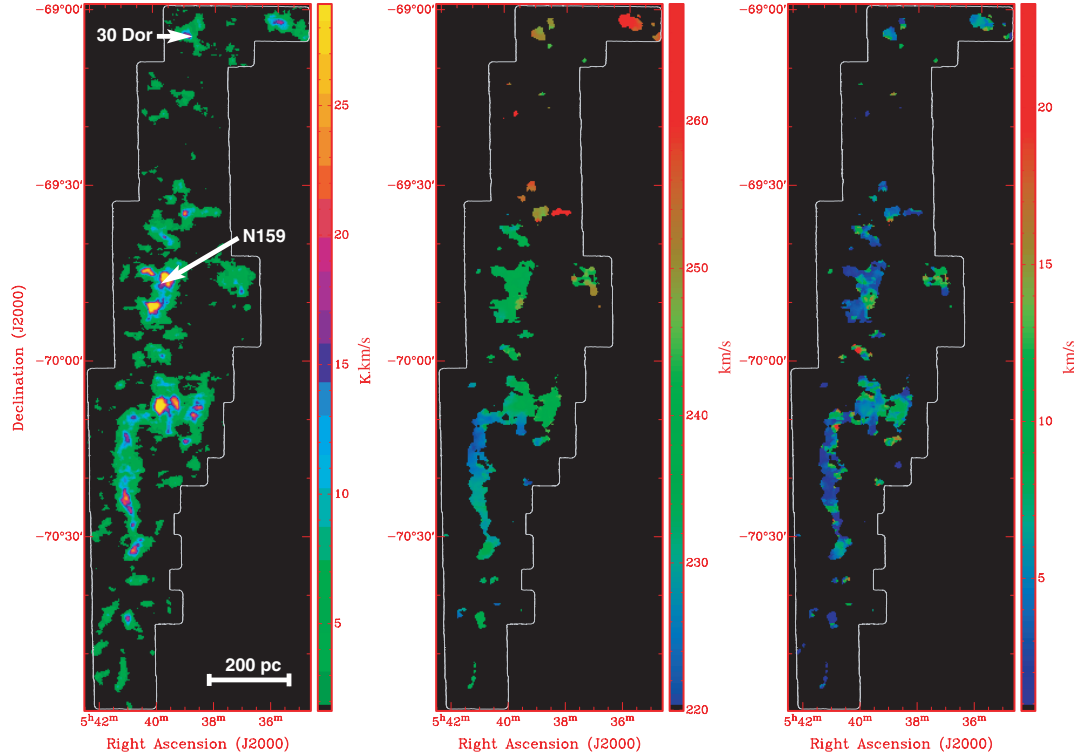 −69°00′
−69°30′
−70°00′
−70°30′
Declination (J2000)
30 Dor
N159
200 pc
5ʰ42ᵐ 40ᵐ 38ᵐ 36ᵐ
Right Ascension (J2000)
25
20
15
10
5
K.km/s
−69°00′
−69°30′
−70°00′
−70°30′
5ʰ42ᵐ 40ᵐ 38ᵐ 36ᵐ
Right Ascension (J2000)
260
250
240
230
220
km/s
−69°00′
−69°30′
−70°00′
−70°30′
5ʰ42ᵐ 40ᵐ 38ᵐ 36ᵐ
Right Ascension (J2000)
20
15
10
5
km/s